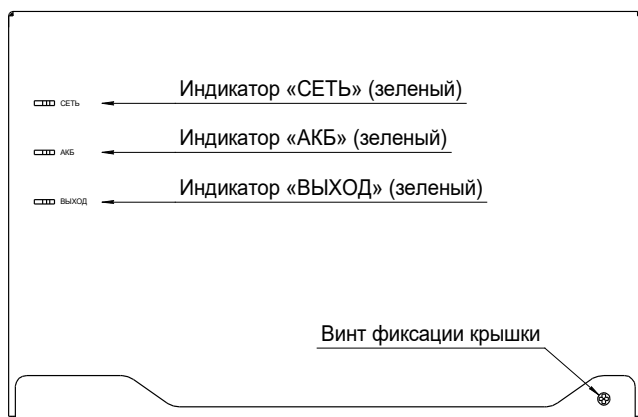 СЕТЬ
Индикатор «СЕТЬ» (зеленый)
АКБ
Индикатор «АКБ» (зеленый)
ВЫХОД
Индикатор «ВЫХОД» (зеленый)
Винт фиксации крышки